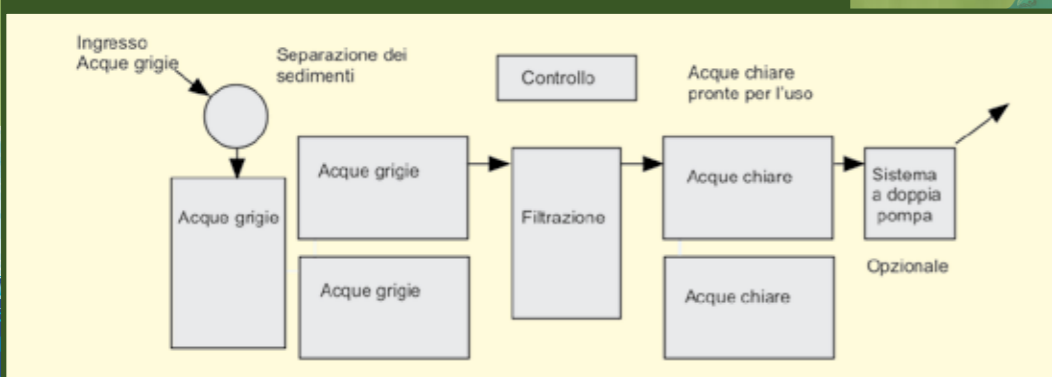 Ingresso
Acque grigie
Separazione dei
sedimenti
Controllo
Acque chiare
pronte per l'uso
Acque grigie
Acque grigie
Acque grigie
Filtrazione
Acque chiare
Acque chiare
Sistema
a doppia
pompa
Opzionale